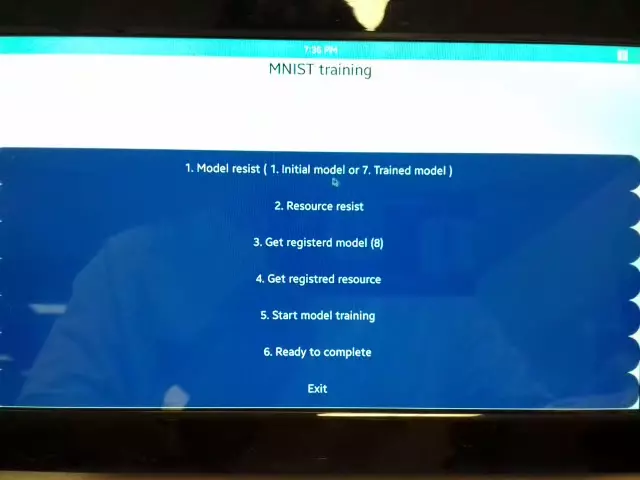 7:36 PM
MNIST training
1. Model resist ( 1. Initial model or 7. Trained model )
2. Resource resist
3. Get registerd model (8)
4. Get registred resource
5. Start model training
6. Ready to complete
Exit